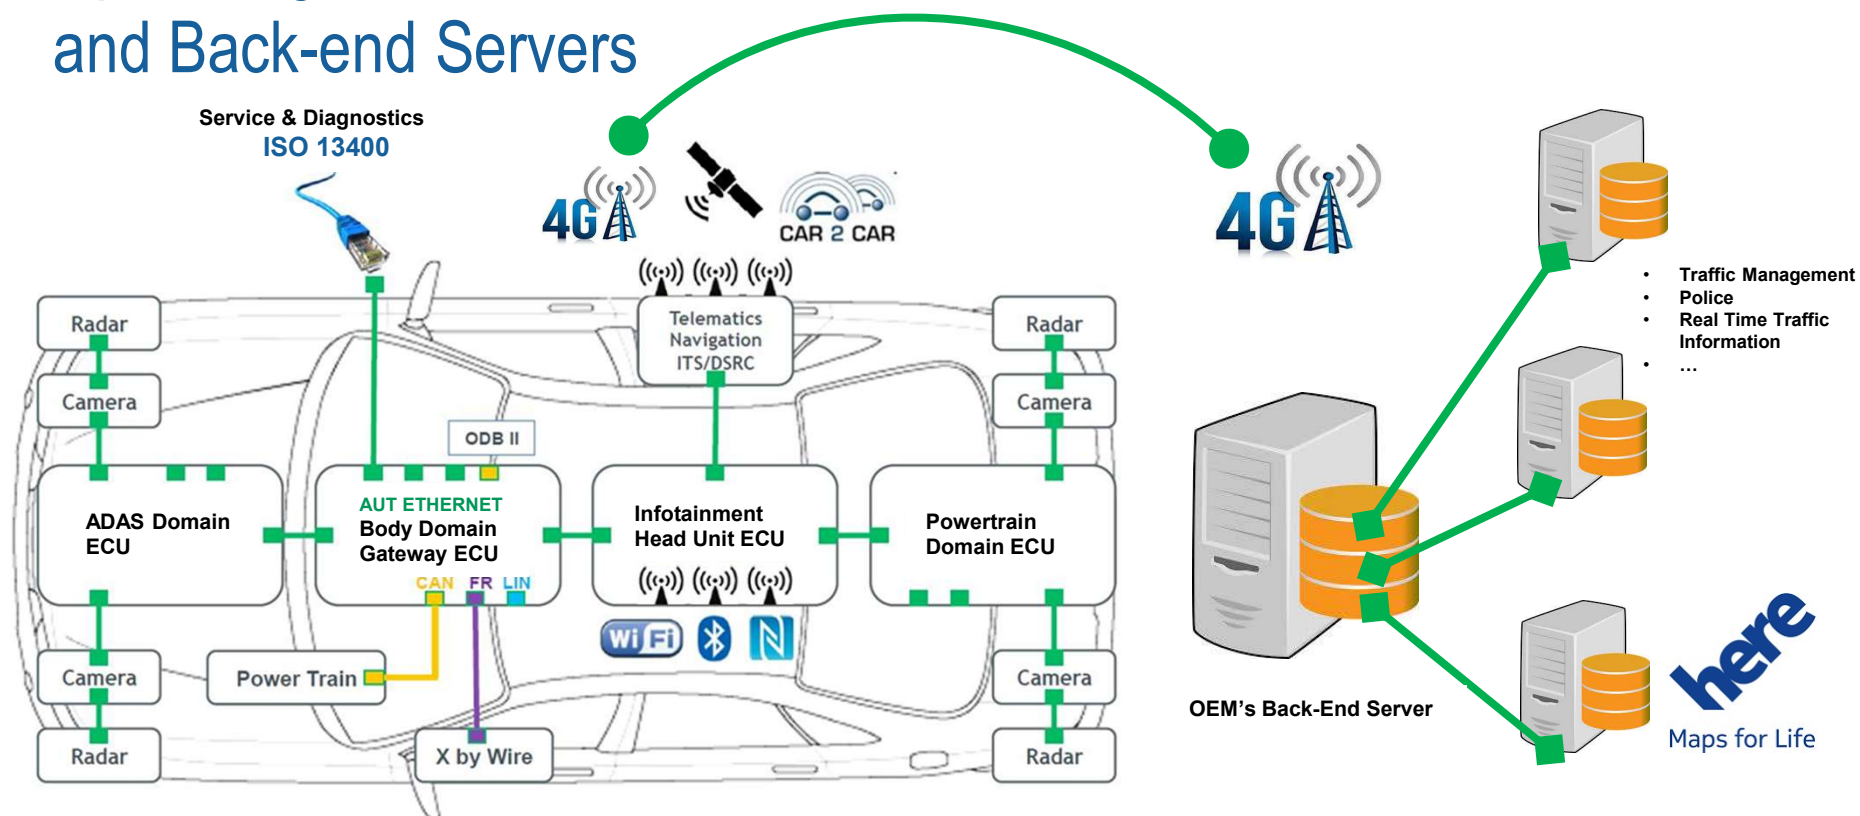 and Back-end Servers
Service & Diagnostics
ISO 13400
4G
CAR 2 CAR
4G
Radar
Telematics
Navigation
ITS/DSRC
Radar
Camera
Camera
ODB II
AUT ETHERNET
ADAS Domain
ECU
Body Domain
Gateway ECU
Infotainment
Head Unit ECU
Powertrain
Domain ECU
CAN FR LIN
WiFi
Camera
Power Train
Camera
Radar
X by Wire
Radar
Traffic Management
Police
Real Time Traffic
Information
...
OEM's Back-End Server
here
Maps for Life